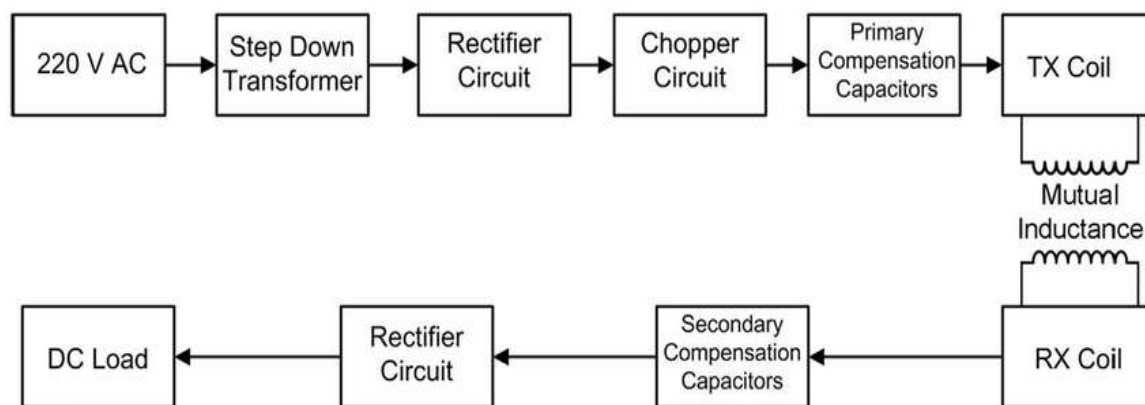 220 V AC
Step Down
Transformer
Rectifier
Circuit
Chopper
Circuit
Primary
Compensation
Capacitors
TX Coil
Mutual
Inductance
DC Load
Rectifier
Circuit
Secondary
Compensation
Capacitors
RX Coil